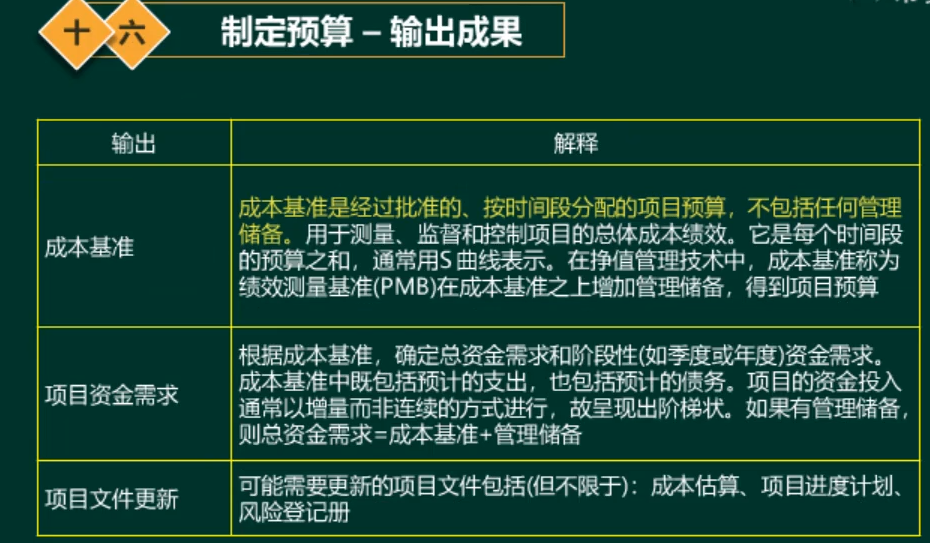 十六 制定预算 – 输出成果
输出 解释
成本基准
成本基准是经过批准的、按时间段分配的项目预算，不包括任何管理
储备。用于测量、监督和控制项目的总体成本绩效。它是每个时间段
的预算之和，通常用S曲线表示。在挣值管理技术中，成本基准称为
绩效测量基准(PMB)在成本基准之上增加管理储备，得到项目预算
项目资金需求
根据成本基准，确定总资金需求和阶段性(如季度或年度)资金需求。
成本基准中既包括预计的支出，也包括预计的债务。项目的资金投入
通常以增量而非连续的方式进行，故呈现出阶梯状。如果有管理储备，
则总资金需求=成本基准+管理储备
项目文件更新
可能需要更新的项目文件包括(但不限于)：成本估算、项目进度计划、
风险登记册